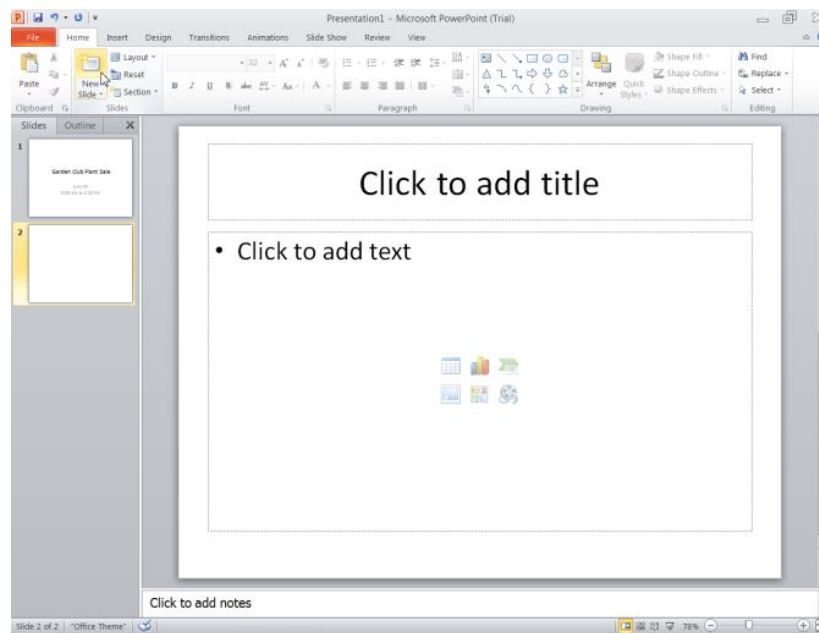 Presentation1 - Microsoft PowerPoint (Trial)
File Home Insert Design Transitions Animations Slide Show Review View
Paste
New Slide
Layout
Reset
Section
32
Arrange
Quick Styles
Shape Fill
Shape Outline
Shape Effects
Find
Replace
Select
Clipboard Slides Font Paragraph Drawing Editing
Slides Outline
1
Garden Club Plant Sale
2
Click to add title
• Click to add text
Click to add notes
Slide 2 of 2 "Office Theme" 78%